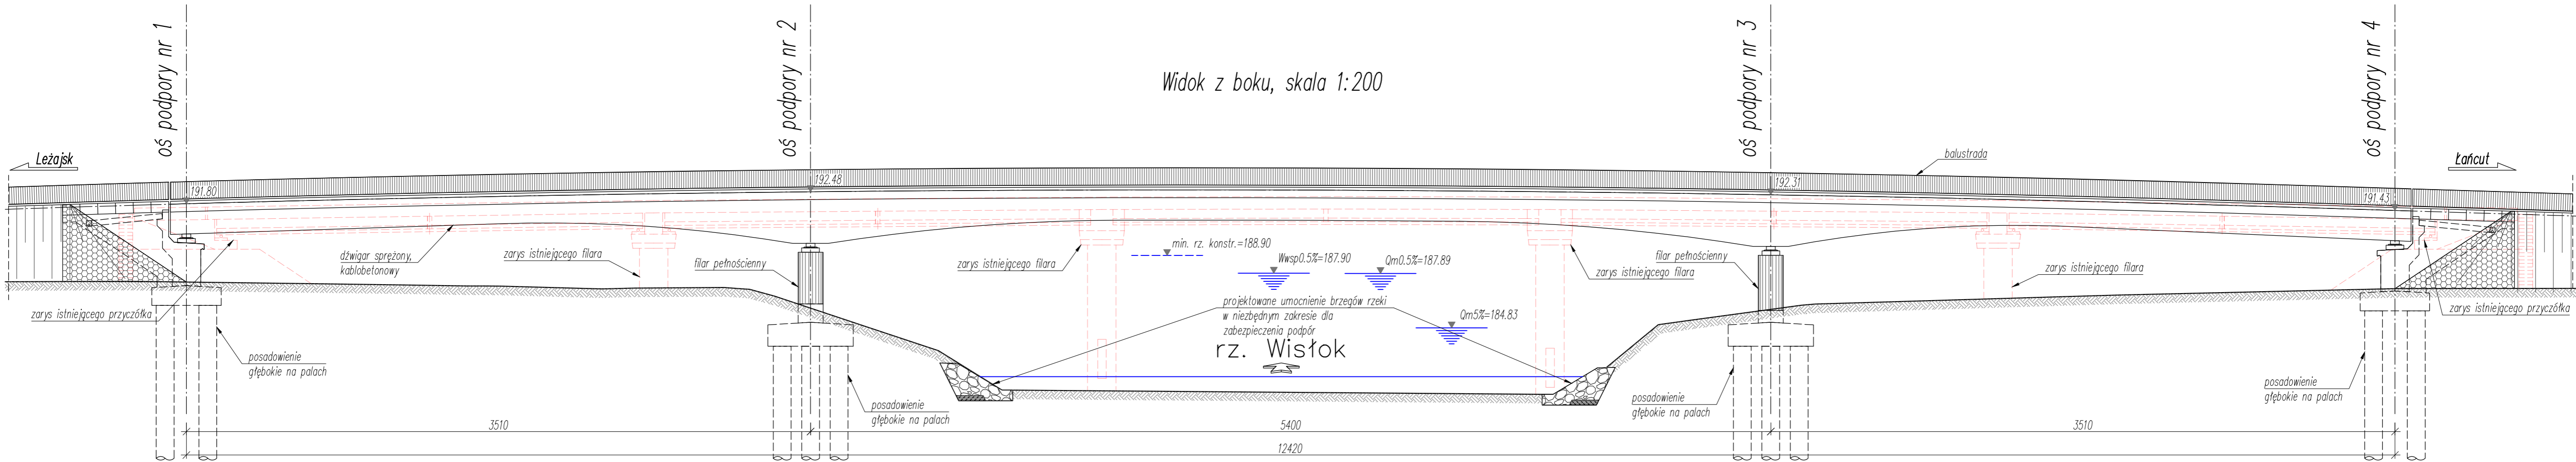 oś podpory nr 1
oś podpory nr 2
oś podpory nr 3
oś podpory nr 4
Widok z boku, skala 1:200
Leżajsk
Łańcut
balustrada
191.80
192.48
192.31
191.43
dźwigar sprężony,
kablobetonowy
zarys istniejącego filara
filar pełnościenny
zarys istniejącego filara
min. rz. konstr.=188.90
Wwsp0.5%=187.90
Qm0.5%=187.89
zarys istniejącego filara
filar pełnościenny
zarys istniejącego filara
zarys istniejącego przyczółka
projektowane umocnienie brzegów rzeki
w niezbędnym zakresie dla
zabezpieczenia podpór
Qm5%=184.83
zarys istniejącego przyczółka
rz. Wisłok
posadowienie
głębokie na palach
posadowienie
głębokie na palach
posadowienie
głębokie na palach
posadowienie
głębokie na palach
3510
5400
3510
12420